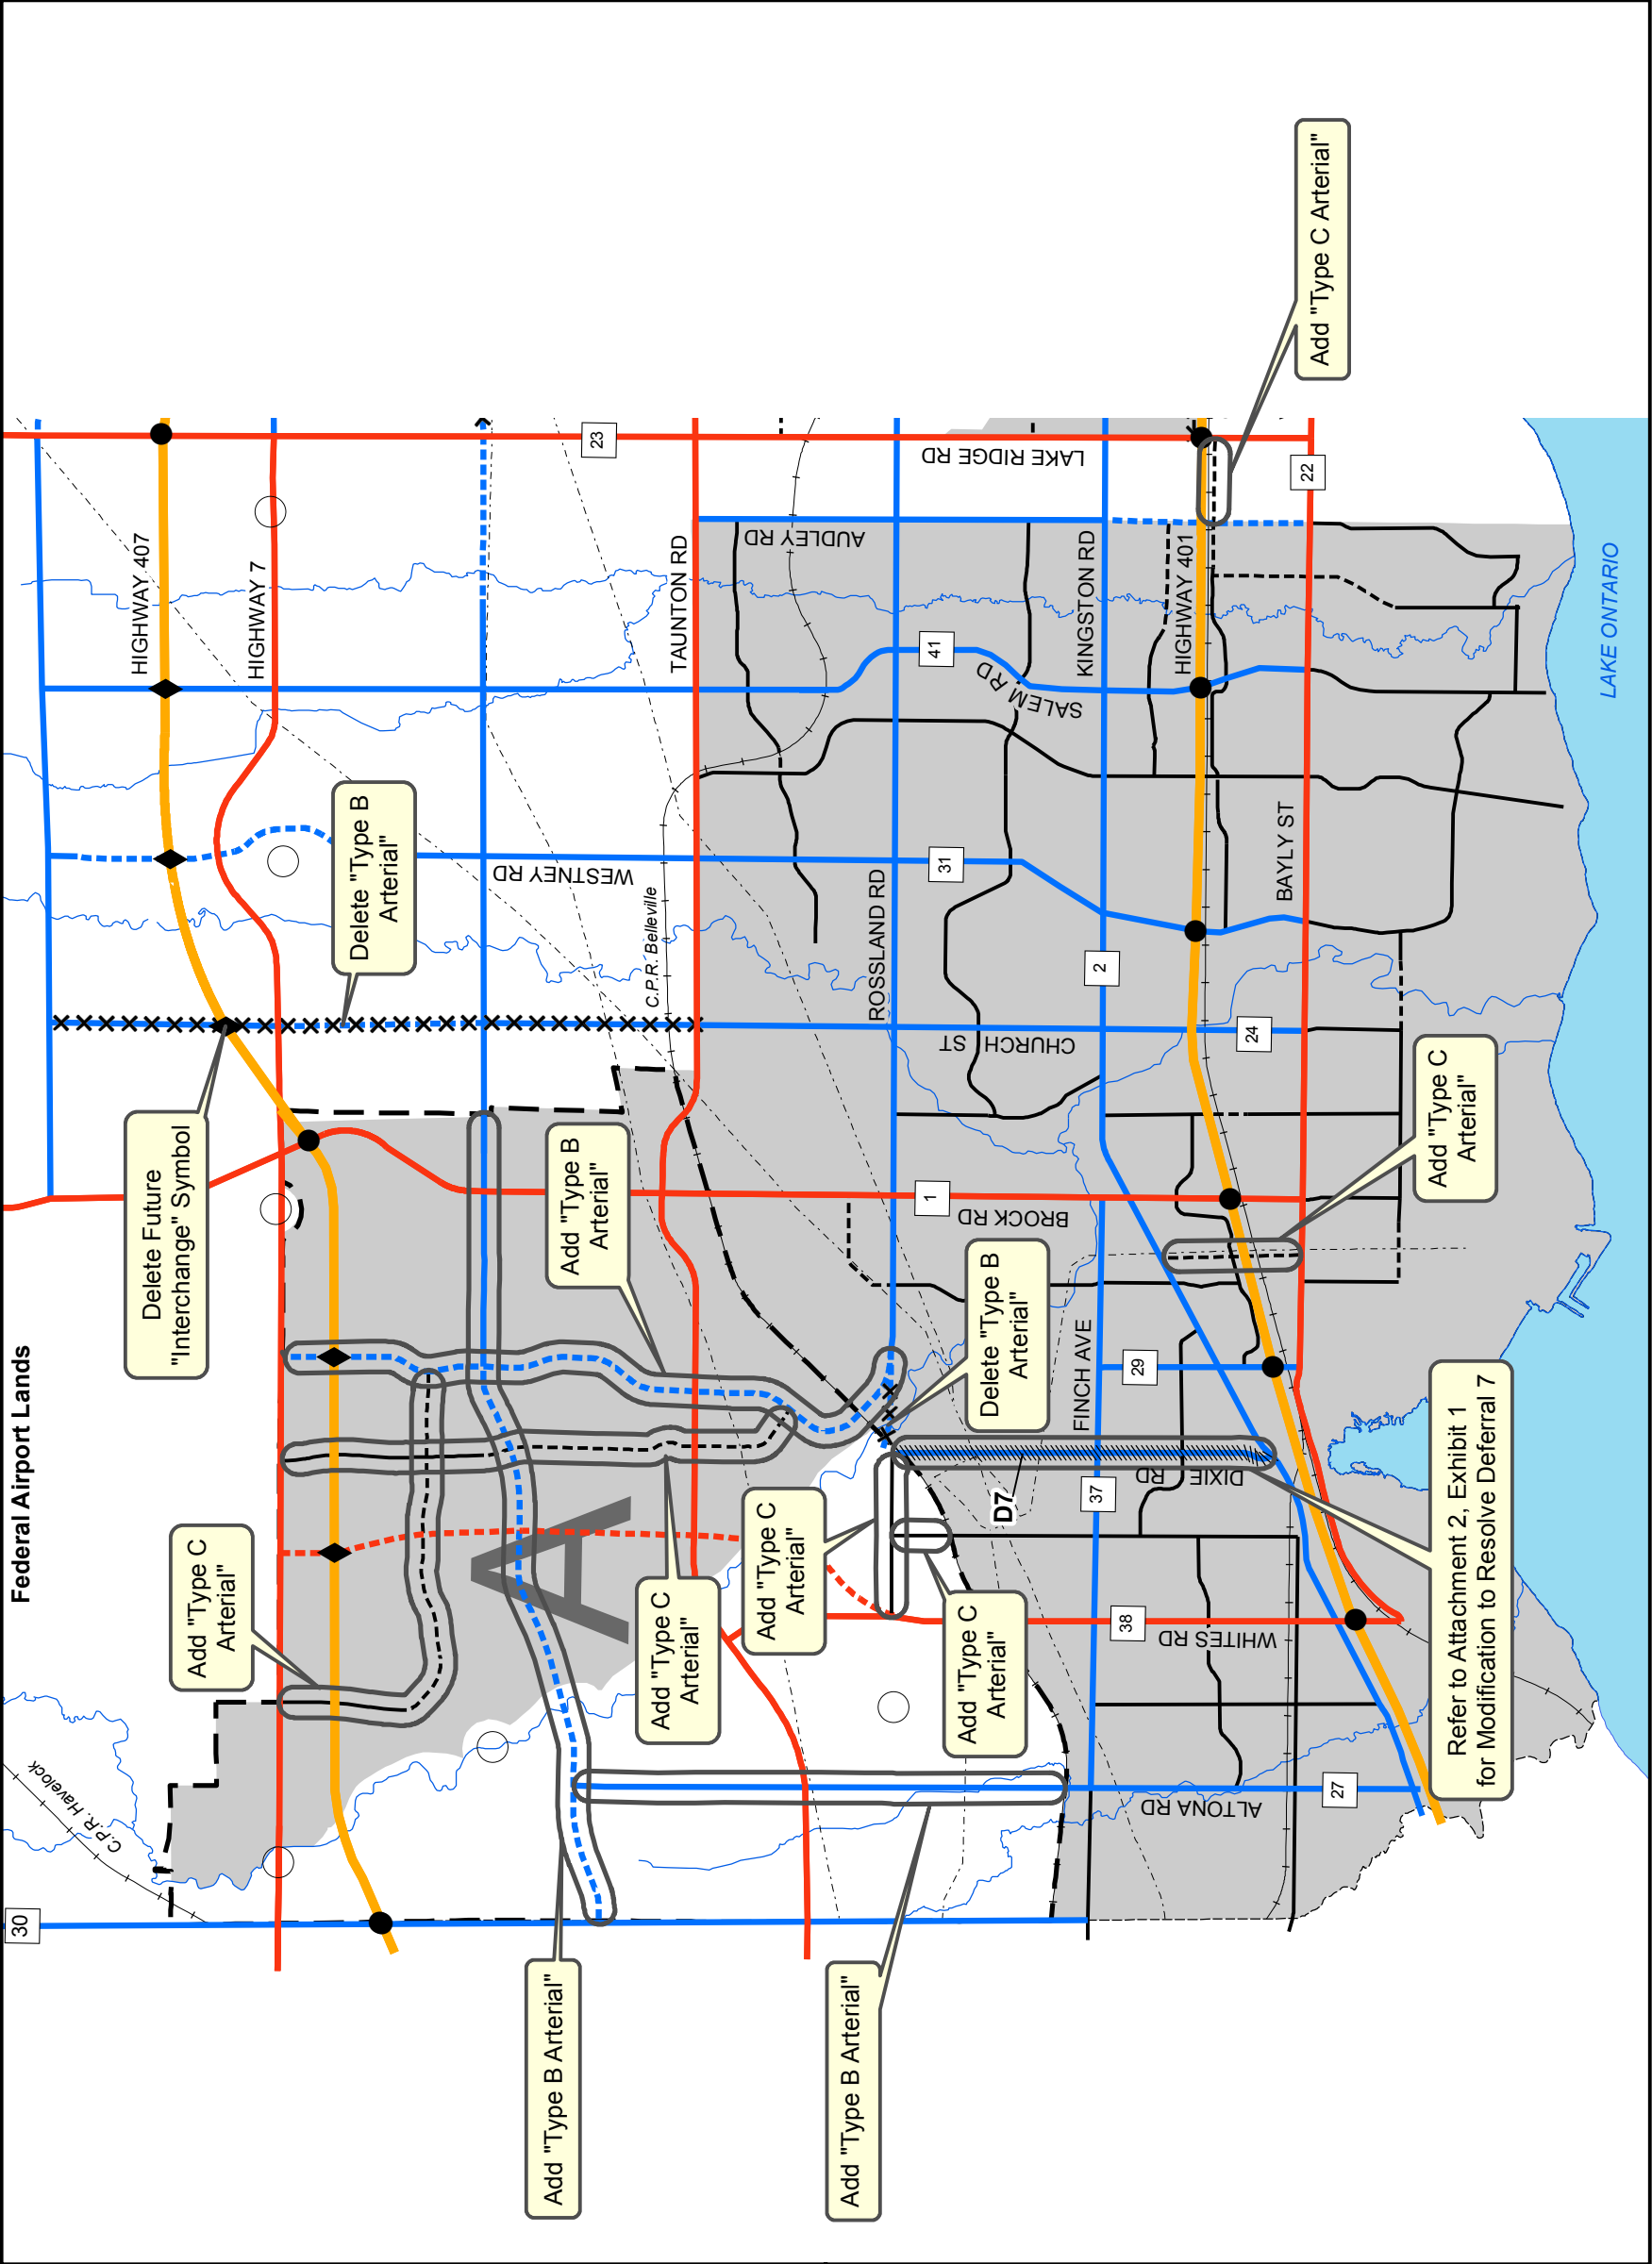 Federal Airport Lands
30
C.P.R. Havelock
Add "Type C
Arterial"
Delete Future
"Interchange" Symbol
Delete "Type B
Arterial"
HIGHWAY 407
HIGHWAY 7
23
Add "Type B Arterial"
A
Add "Type B
Arterial"
WESTNEY RD
C.P.R. Belleville
TAUNTON RD
Add "Type C
Arterial"
Add "Type C
Arterial"
AUDLEY RD
Add "Type B Arterial"
Add "Type C
Arterial"
Delete "Type B
Arterial"
1
BROCK RD
ROSSLAND RD
31
41
SALEM RD
LAKE RIDGE RD
D7
CHURCH ST
FINCH AVE
37
2
KINGSTON RD
38
WHITES RD
29
DIXIE RD
ALTONA RD
27
24
HIGHWAY 401
BAYLY ST
22
Add "Type C Arterial"
Add "Type C
Arterial"
Refer to Attachment 2, Exhibit 1
for Modification to Resolve Deferral 7
LAKE ONTARIO